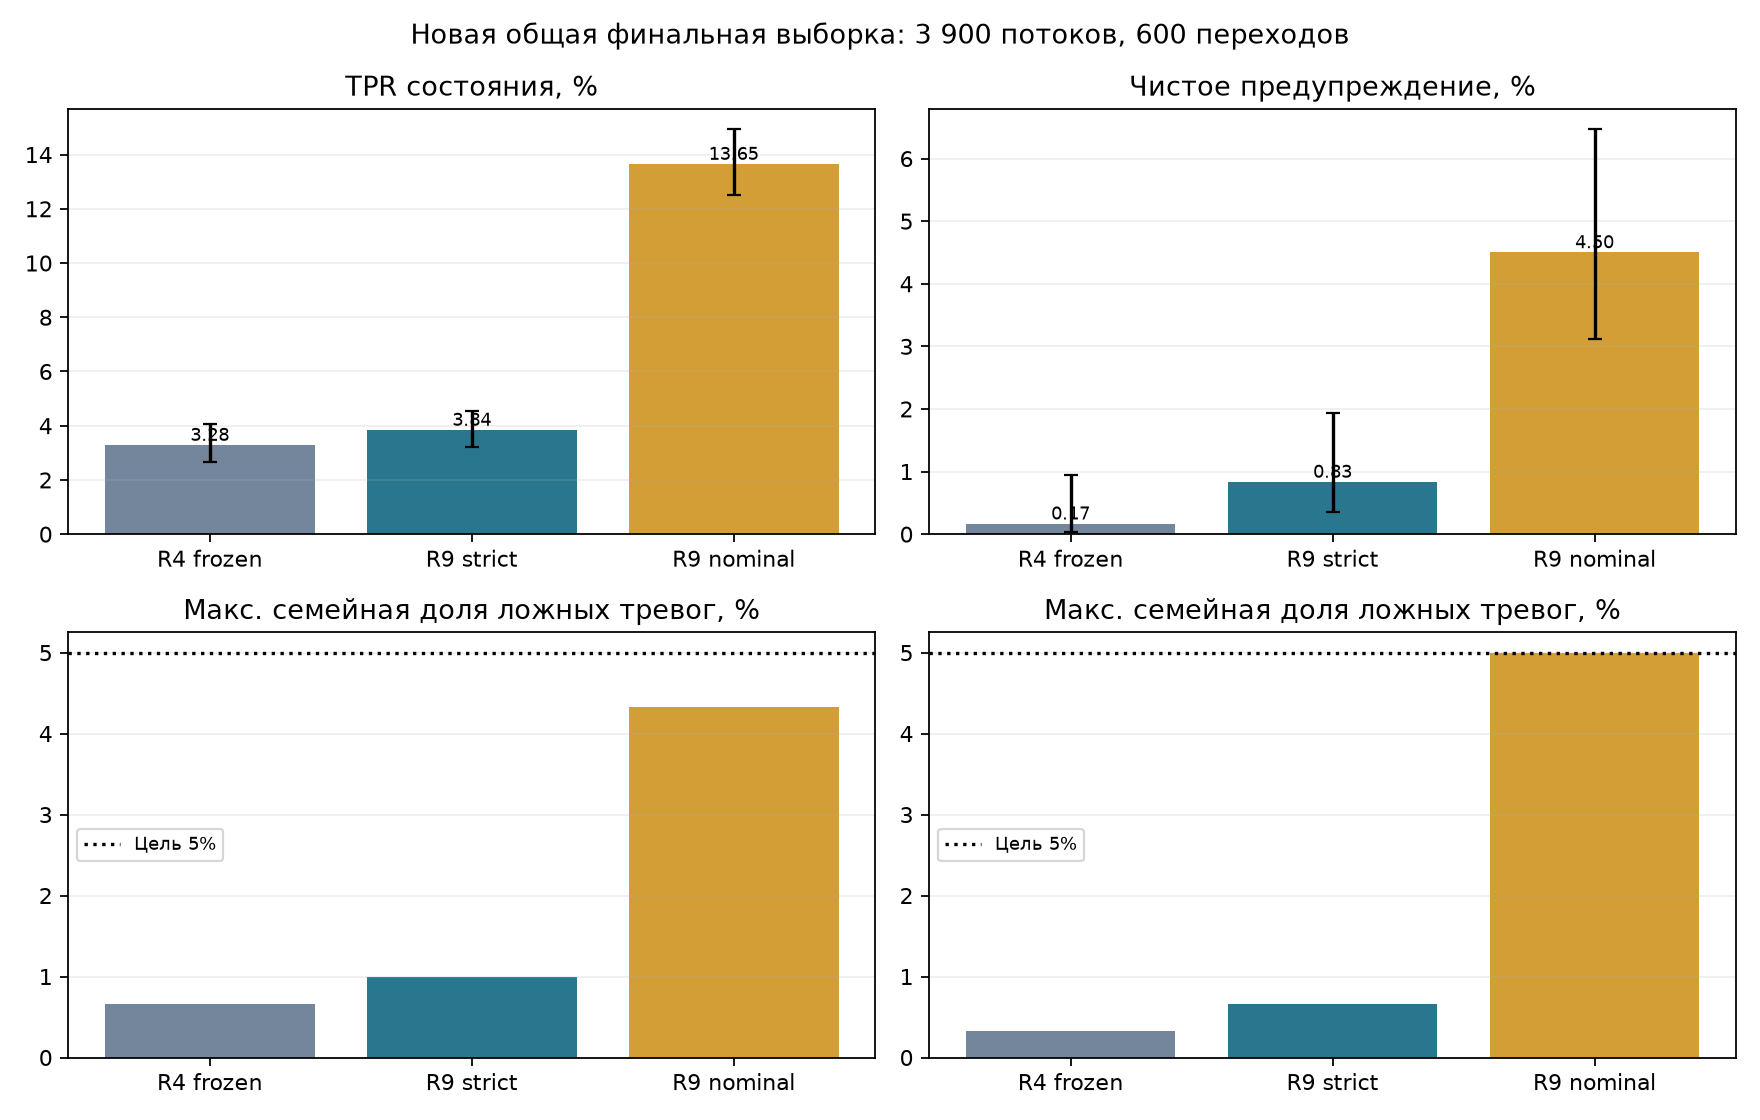 Новая общая финальная выборка: 3 900 потоков, 600 переходов
TPR состояния, %
14
12
10
8
6
4
2
0
13.65
3.84
3.28
R4 frozen
R9 strict
R9 nominal
Чистое предупреждение, %
6
5
4
3
2
1
0
4.50
0.83
0.17
R4 frozen
R9 strict
R9 nominal
Макс. семейная доля ложных тревог, %
5
4
3
2
1
0
Цель 5%
R4 frozen
R9 strict
R9 nominal
Макс. семейная доля ложных тревог, %
5
4
3
2
1
0
Цель 5%
R4 frozen
R9 strict
R9 nominal